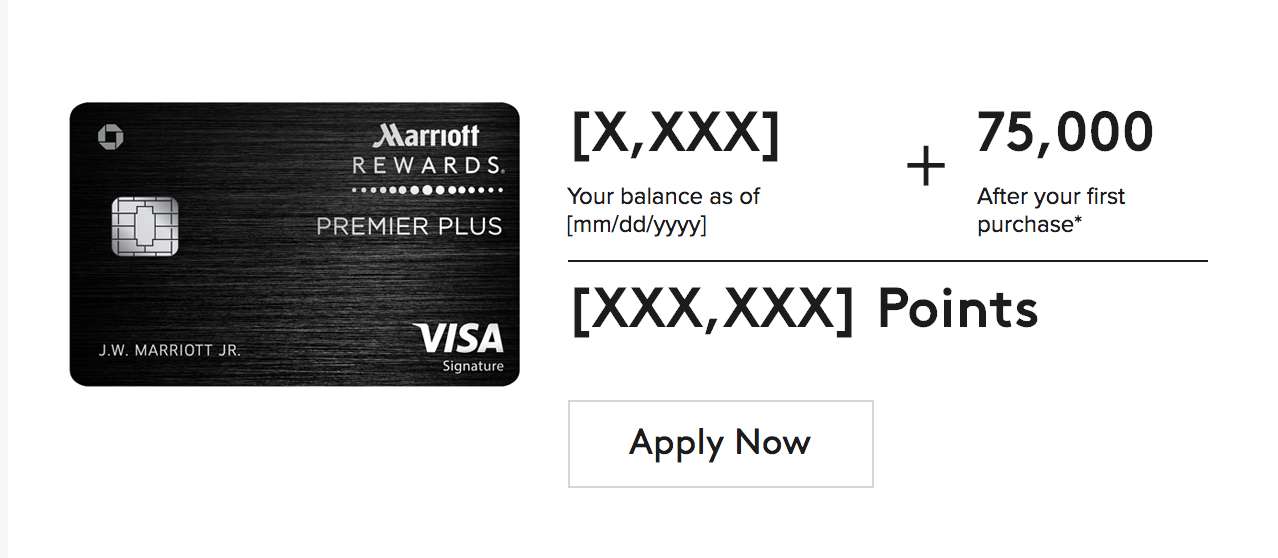 Marriott
REWARDS®
PREMIER PLUS
J.W. MARRIOTT JR.
VISA
Signature
[X,XXX]
Your balance as of
[mm/dd/yyyy]
+
75,000
After your first
purchase*
[XXX,XXX] Points
Apply Now